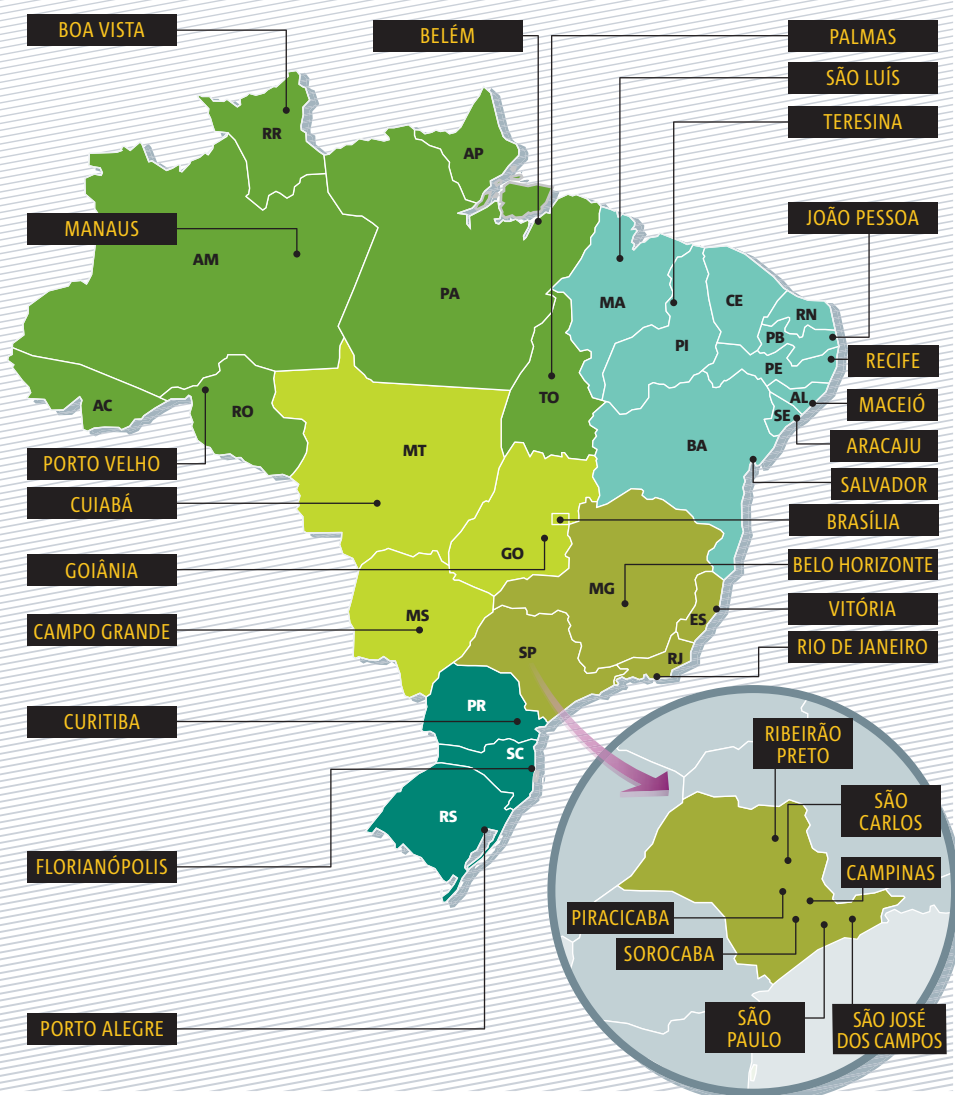 BOA VISTA
BELÉM
PALMAS
SÃO LUÍS
TERESINA
RR
AP
JOÃO PESSOA
MANAUS
AM
PA
MA
CE
RN
PB
PI
RECIFE
PE
TO
AL
MACEIÓ
AC
RO
SE
ARACAJU
MT
BA
PORTO VELHO
SALVADOR
CUIABÁ
BRASÍLIA
GO
GOIÂNIA
BELO HORIZONTE
MG
VITÓRIA
MS
ES
CAMPO GRANDE
RIO DE JANEIRO
SP
RJ
PR
CURITIBA
SC
RS
FLORIANÓPOLIS
PORTO ALEGRE
RIBEIRÃO
PRETO
SÃO
CARLOS
CAMPINAS
PIRACICABA
SOROCABA
SÃO
PAULO
SÃO JOSÉ
DOS CAMPOS